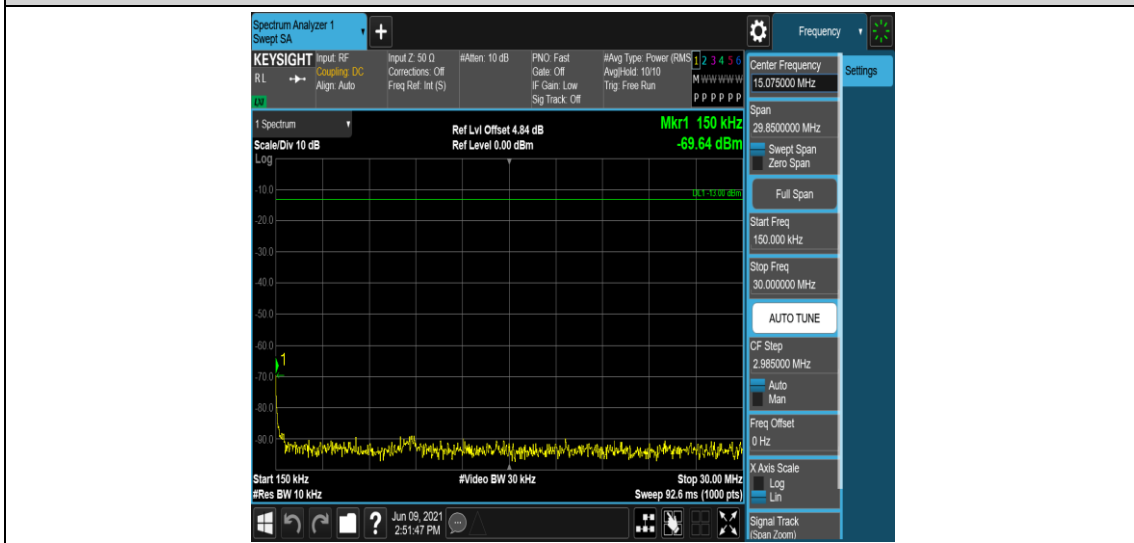 Spectrum Analyzer 1
Swept SA
+
Frequency
KEYSIGHT
RL
LXI
Input: RF
Coupling: DC
Align: Auto
Input Z: 50 Ω
Corrections: Off
Freq Ref: Int (S)
#Atten: 10 dB
PNO: Fast
Gate: Off
IF Gain: Low
Sig Track: Off
#Avg Type: Power (RMS
Avg|Hold: 10/10
Trig: Free Run
1 2 3 4 5 6
M W W W W W
P P P P P P
1 Spectrum
Scale/Div 10 dB
Ref Lvl Offset 4.84 dB
Ref Level 0.00 dBm
Mkr1 150 kHz
-69.64 dBm
Log
DL1 -13.00 dBm
-10.0
-20.0
-30.0
-40.0
-50.0
-60.0
1
-70.0
-80.0
-90.0
Start 150 kHz
#Video BW 30 kHz
Stop 30.00 MHz
#Res BW 10 kHz
Sweep 92.6 ms (1000 pts)
?
Jun 09, 2021
2:51:47 PM
Center Frequency
15.075000 MHz
Settings
Span
29.8500000 MHz
Swept Span
Zero Span
Full Span
Start Freq
150.000 kHz
Stop Freq
30.000000 MHz
AUTO TUNE
CF Step
2.985000 MHz
Auto
Man
Freq Offset
0 Hz
X Axis Scale
Log
Lin
Signal Track
(Span Zoom)